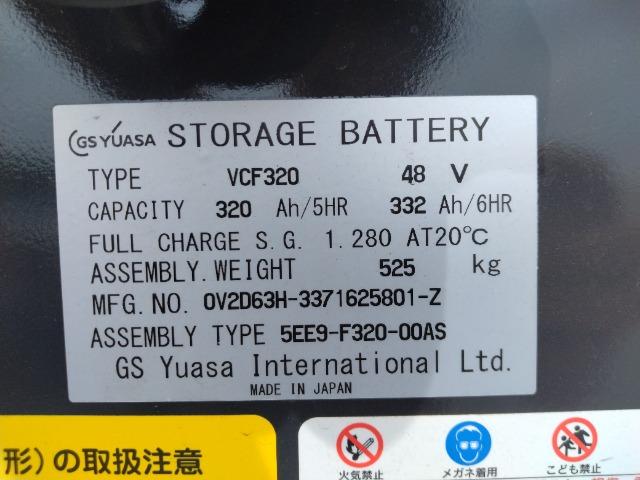 GS YUASA STORAGE BATTERY
TYPE VCF320 48 V
CAPACITY 320 Ah/5HR 332 Ah/6HR
FULL CHARGE S.G. 1.280 AT20℃
ASSEMBLY.WEIGHT 525 kg
MFG.NO. 0V2D63H-3371625801-Z
ASSEMBLY TYPE 5EE9-F320-00AS
GS Yuasa International Ltd.
MADE IN JAPAN
形)の取扱注意
火気禁止 メガネ着用 こども禁止